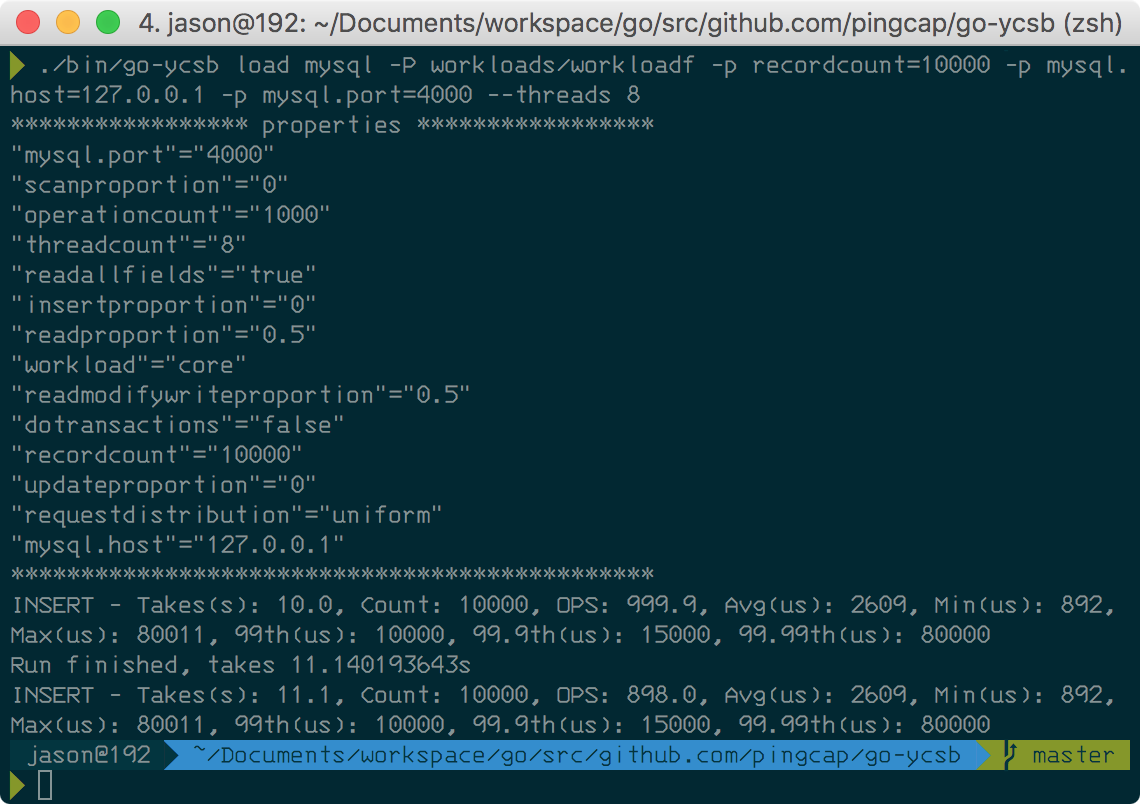 4. jason@192: ~/Documents/workspace/go/src/github.com/pingcap/go-ycsb (zsh)
./bin/go-ycsb load mysql -P workloads/workloadf -p recordcount=10000 -p mysql.
host=127.0.0.1 -p mysql.port=4000 --threads 8
***************** properties *****************
"mysql.port"="4000"
"scanproportion"="0"
"operationcount"="1000"
"threadcount"="8"
"readallfields"="true"
"insertproportion"="0"
"readproportion"="0.5"
"workload"="core"
"readmodifywriteproportion"="0.5"
"dotransactions"="false"
"recordcount"="10000"
"updateproportion"="0"
"requestdistribution"="uniform"
"mysql.host"="127.0.0.1"
**********************************************
INSERT - Takes(s): 10.0, Count: 10000, OPS: 999.9, Avg(us): 2609, Min(us): 892,
Max(us): 80011, 99th(us): 10000, 99.9th(us): 15000, 99.99th(us): 80000
Run finished, takes 11.140193643s
INSERT - Takes(s): 11.1, Count: 10000, OPS: 898.0, Avg(us): 2609, Min(us): 892,
Max(us): 80011, 99th(us): 10000, 99.9th(us): 15000, 99.99th(us): 80000
jason@192 ~/Documents/workspace/go/src/github.com/pingcap/go-ycsb master